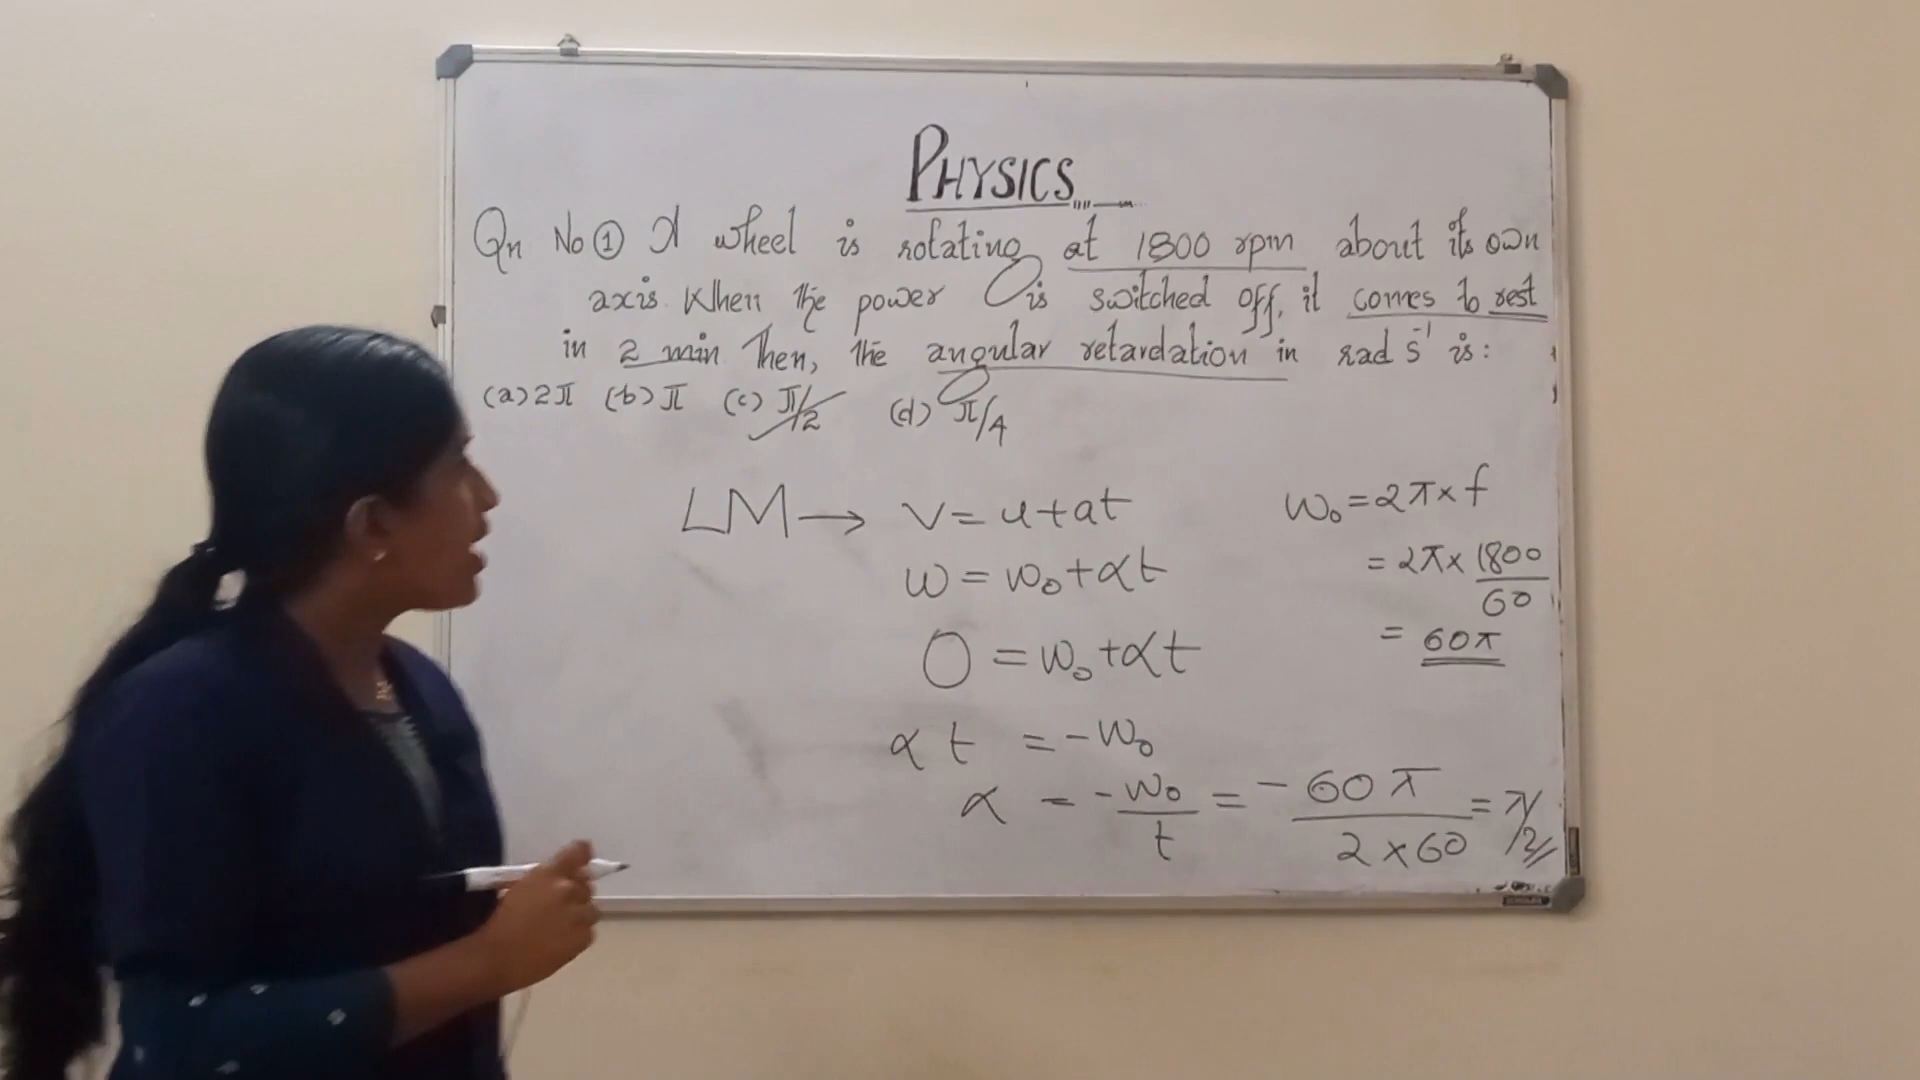 PHYSICS
Qn No ① A wheel is rotating at 1800 rpm about its own
axis. When the power is switched off, it comes to rest
in 2 min Then, the angular retardation in rad s⁻¹ is:
(a) 2π (b) π (c) π/2 (d) π/4
LM → v = u + at
ω = ω₀ + αt
0 = ω₀ + αt
αt = -ω₀
α = -ω₀/t = -60π/(2×60) = π/2
ω₀ = 2π × f
= 2π × 1800/60
= 60π